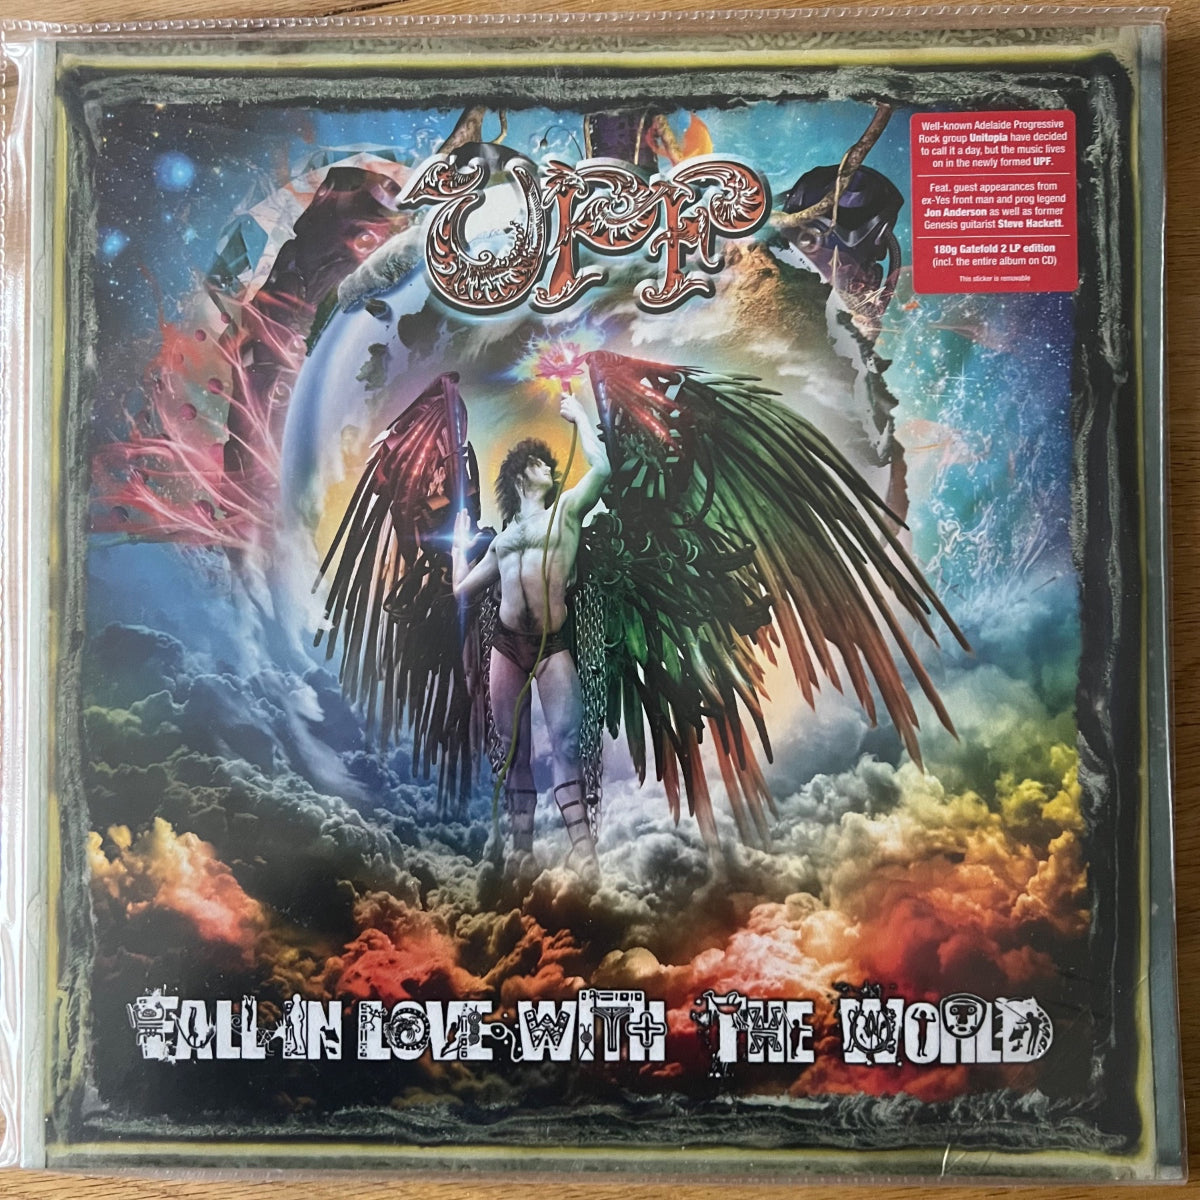 UPF
Well-known Adelaide Progressive
Rock group Unitopia have decided
to call it a day, but the music lives
on in the newly formed UPF.
Feat. guest appearances from
ex-Yes front man and prog legend
Jon Anderson as well as former
Genesis guitarist Steve Hackett.
180g Gatefold 2 LP edition
(incl. the entire album on CD)
This sticker is removable
FALL IN LOVE WITH THE WORLD